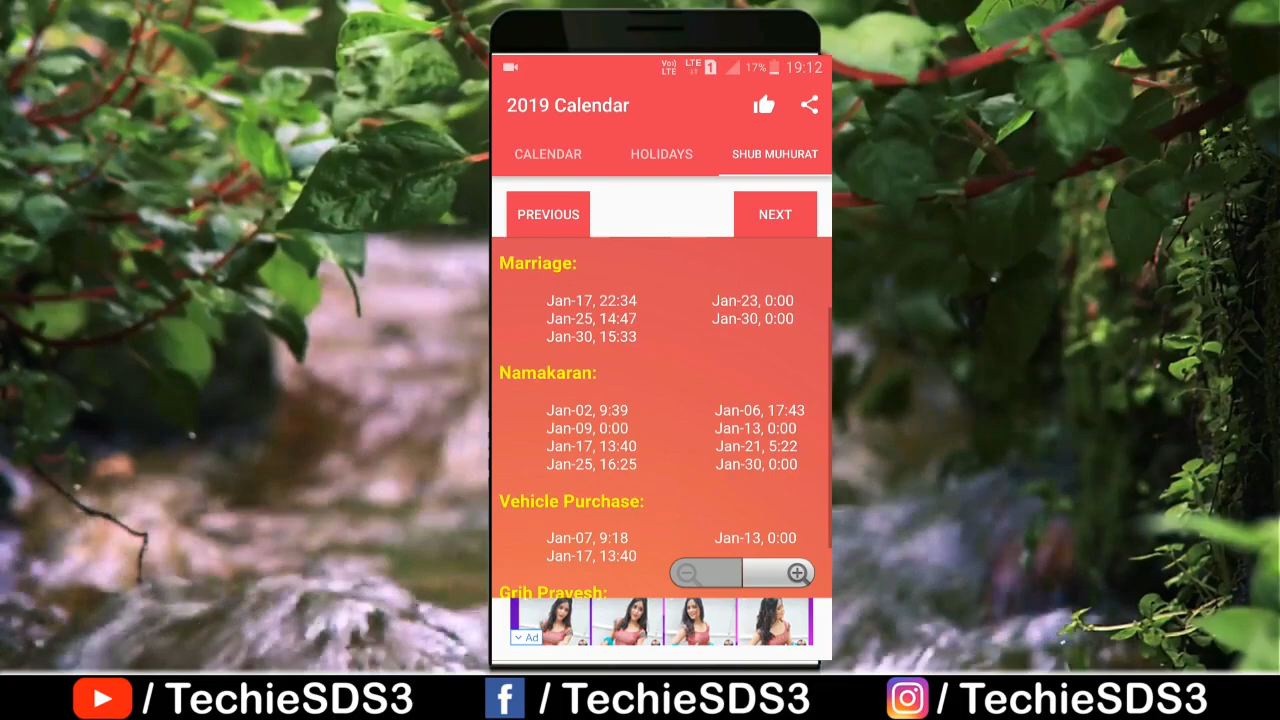 Vo))
LTE LTE 1 17% 19:12
2019 Calendar
CALENDAR HOLIDAYS SHUB MUHURAT
PREVIOUS NEXT
Marriage:
Jan-17, 22:34 Jan-23, 0:00
Jan-25, 14:47 Jan-30, 0:00
Jan-30, 15:33
Namakaran:
Jan-02, 9:39 Jan-06, 17:43
Jan-09, 0:00 Jan-13, 0:00
Jan-17, 13:40 Jan-21, 5:22
Jan-25, 16:25 Jan-30, 0:00
Vehicle Purchase:
Jan-07, 9:18 Jan-13, 0:00
Jan-17, 13:40
Grih Pravesh:
Ad
/ TechieSDS3 / TechieSDS3 / TechieSDS3